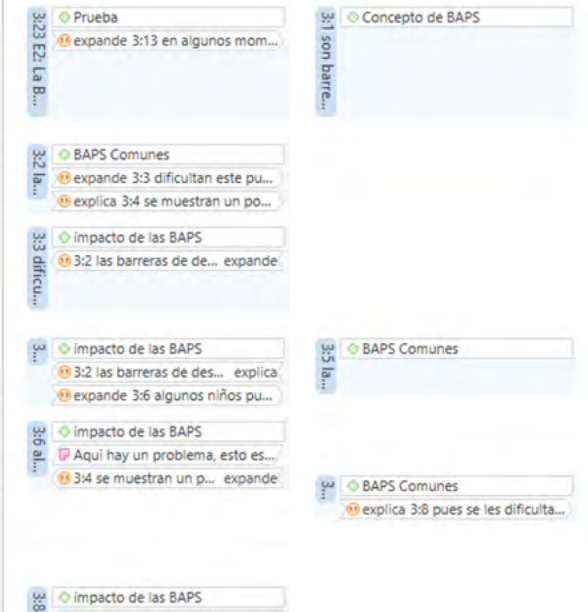 3:23 E2: La B...
Prueba
expande 3:13 en algunos mom...
3:1 son barre...
Concepto de BAPS
3:2 la...
BAPS Comunes
expande 3:3 dificultan este pu...
explica 3:4 se muestran un po...
3:3 dificu...
impacto de las BAPS
3:2 las barreras de de... expande
3...
impacto de las BAPS
3:2 las barreras de des... explica
expande 3:6 algunos niños pu...
3:5 la...
BAPS Comunes
3:6 al...
impacto de las BAPS
Aqui hay un problema, esto es...
3:4 se muestran un p... expande
3...
BAPS Comunes
explica 3:8 pues se les dificulta...
3:8
impacto de las BAPS